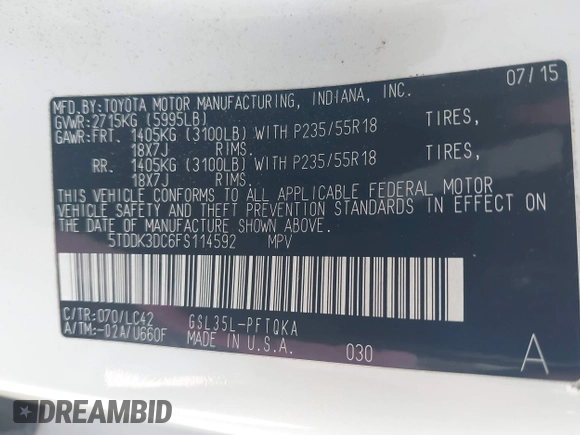 MFD.BY:TOYOTA MOTOR MANUFACTURING, INDIANA, INC. 07/15
GVWR:2715KG (5995LB)
GAWR:FRT. 1405KG (3100LB) WITH P235/55R18 TIRES,
18X7J RIMS.
RR. 1405KG (3100LB) WITH P235/55R18 TIRES,
18X7J RIMS.
THIS VEHICLE CONFORMS TO ALL APPLICABLE FEDERAL MOTOR
VEHICLE SAFETY AND THEFT PREVENTION STANDARDS IN EFFECT ON
THE DATE OF MANUFACTURE SHOWN ABOVE.
5TDDK3DC6FS114592 MPV
C/TR:070/LC42 GSL35L-PFTQKA
A/TM:-02A/U660F MADE IN U.S.A. 030 A
DREAMBID